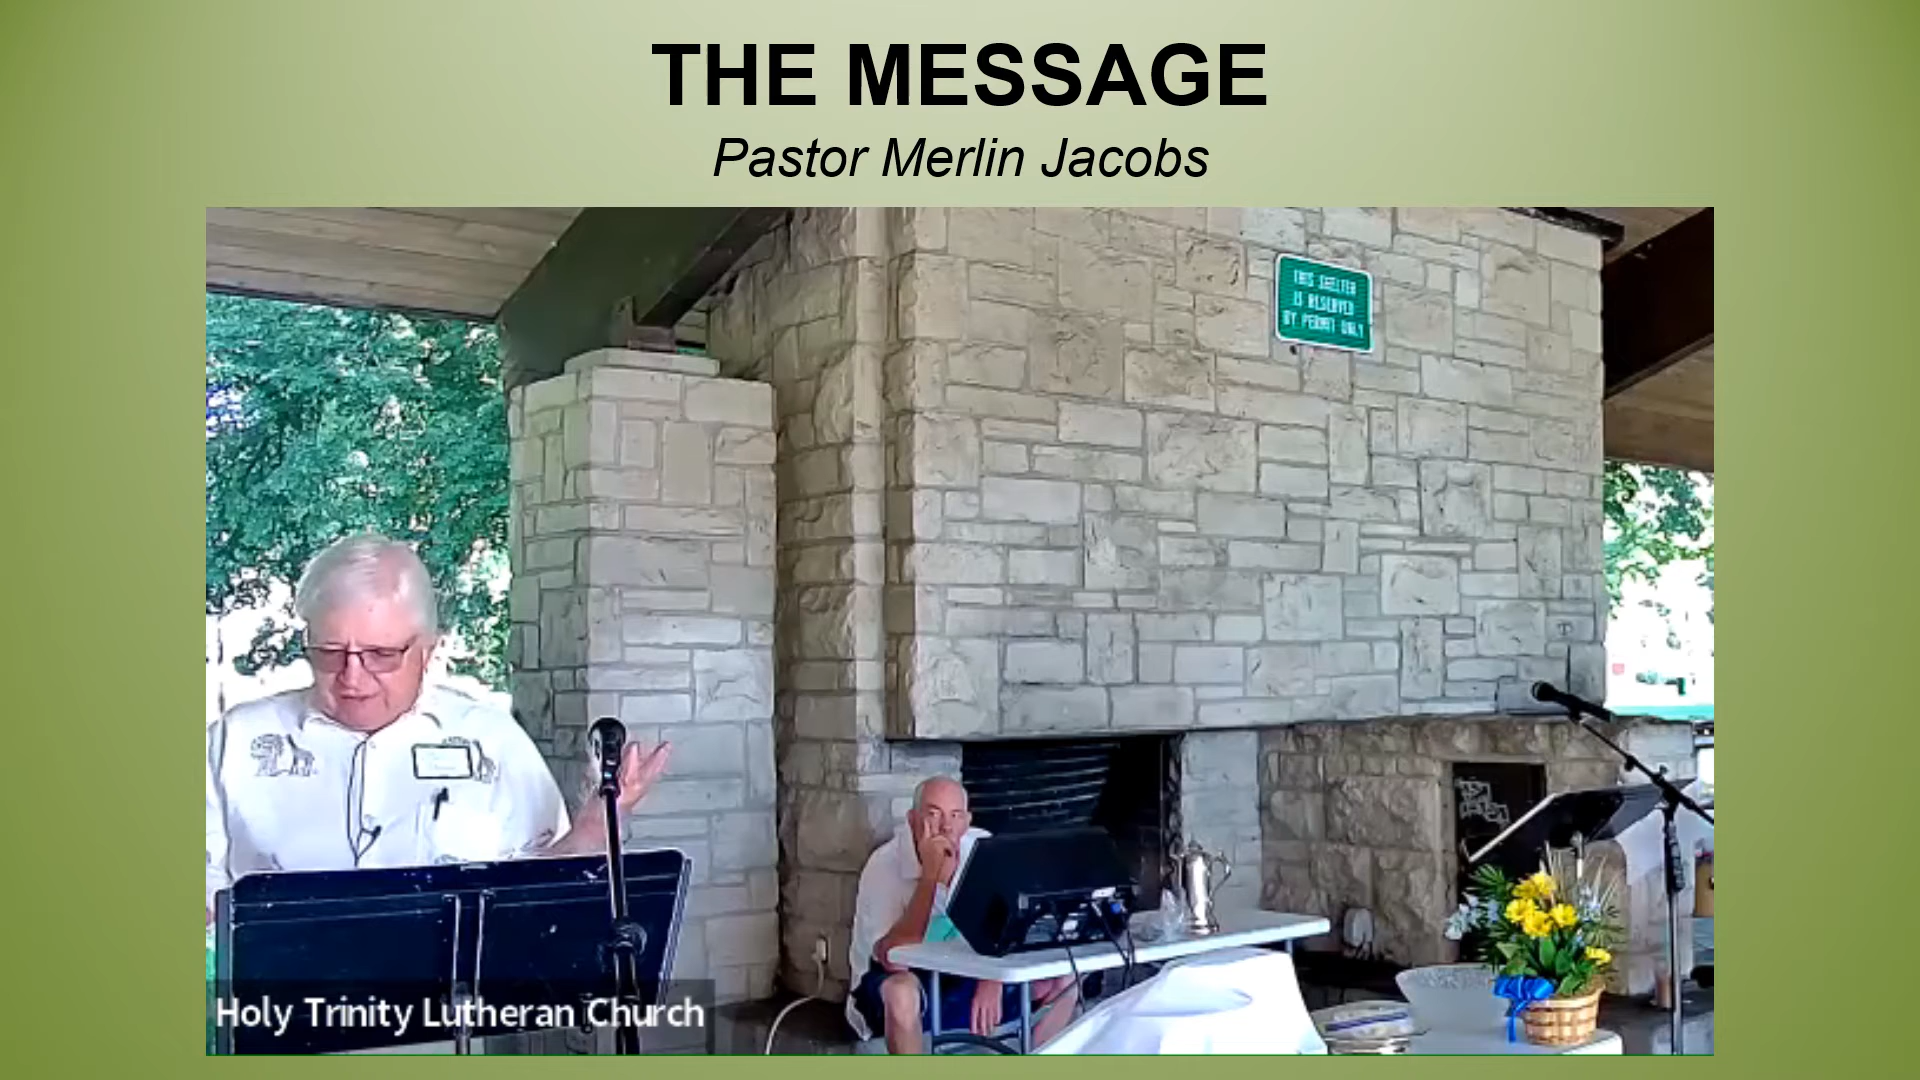 THE MESSAGE
Pastor Merlin Jacobs
THIS SHELTER
IS RESERVED
BY PERMIT ONLY
Holy Trinity Lutheran Church